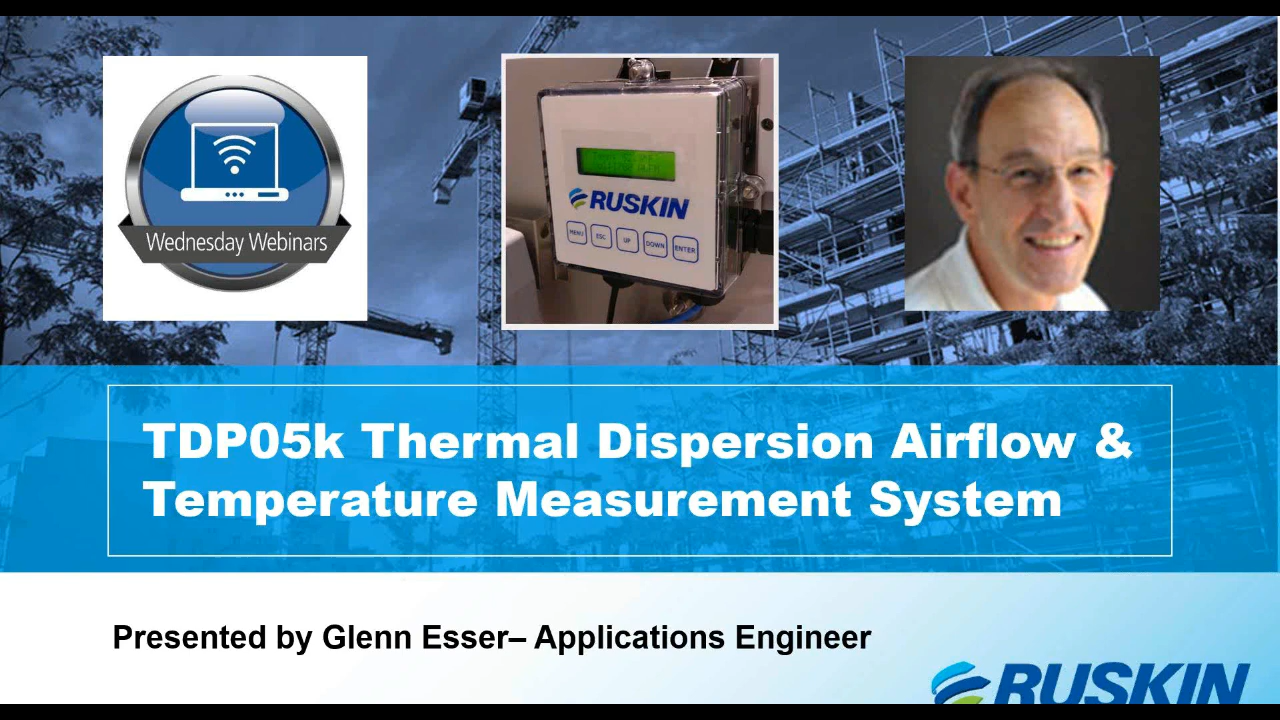 Wednesday Webinars
RUSKIN
MENU ESC UP DOWN ENTER
TDP05k Thermal Dispersion Airflow &
Temperature Measurement System
Presented by Glenn Esser– Applications Engineer
RUSKIN